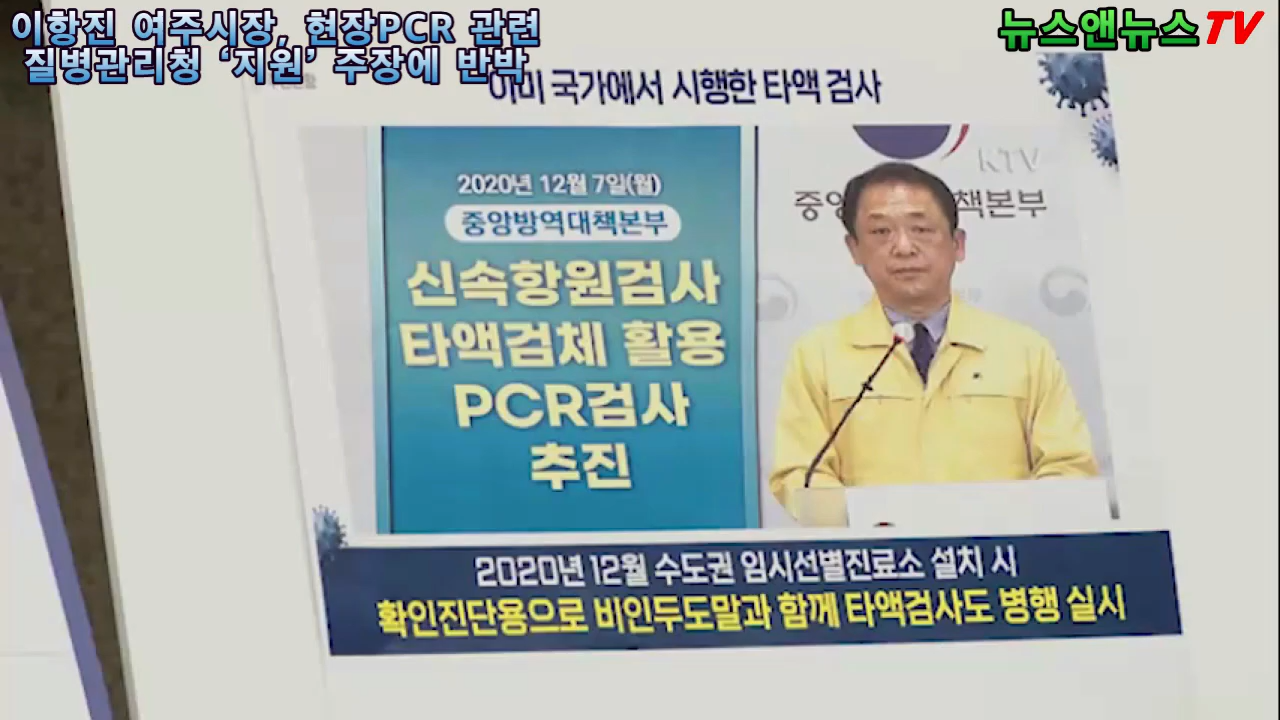 이항진 여주시장, 현장PCR 관련
질병관리청 ‘지원’ 주장에 반박
뉴스앤뉴스TV
이미 국가에서 시행한 타액 검사
KTV
2020년 12월 7일(월)
중앙방역대책본부
신속항원검사
타액검체 활용
PCR검사
추진
중앙 책본부
2020년 12월 수도권 임시선별진료소 설치 시
확인진단용으로 비인두도말과 함께 타액검사도 병행 실시